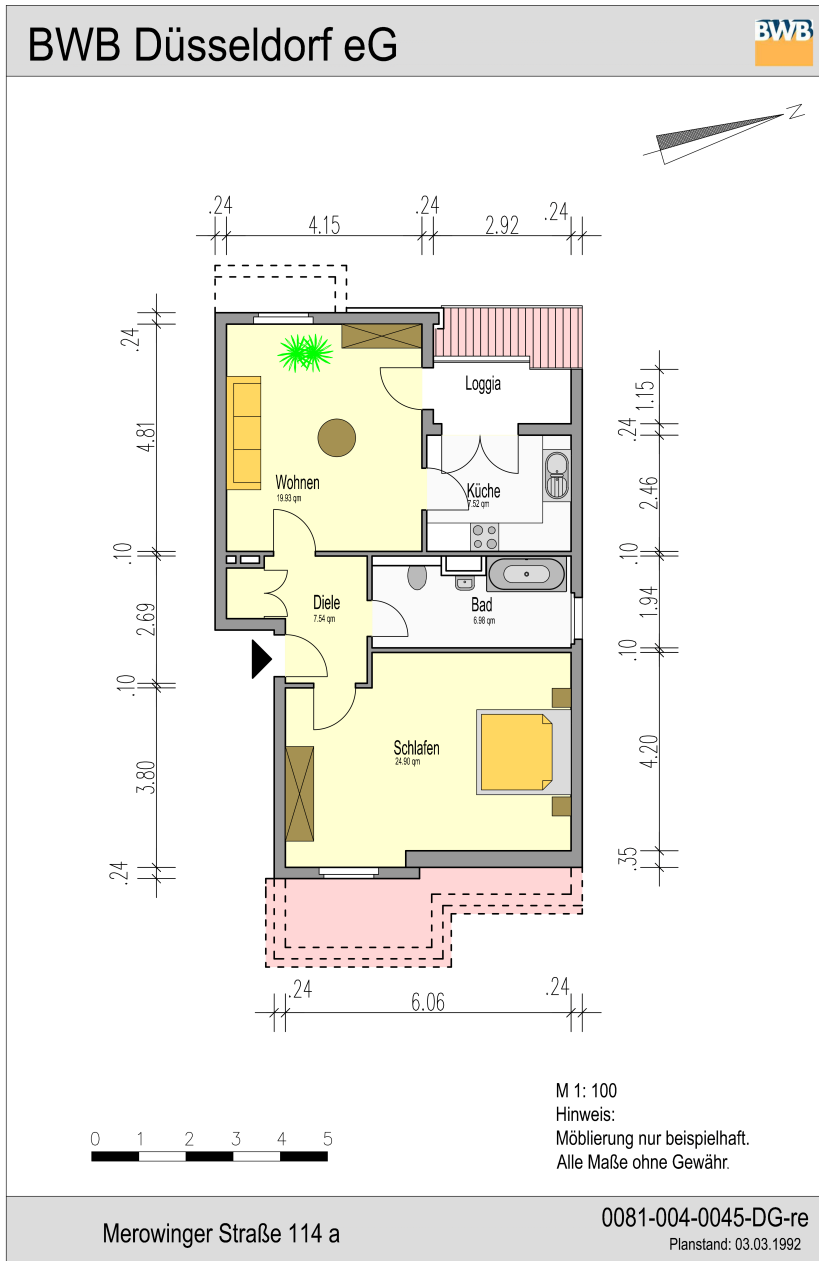 BWB Düsseldorf eG
BWB
N
.24
4.15
.24
2.92
.24
.24
4.81
.10
2.69
.10
3.80
.24
1.15
.24
2.46
.10
1.94
.10
4.20
.35
Loggia
Wohnen
19.93 qm
Küche
7.52 qm
Diele
7.54 qm
Bad
6.98 qm
Schlafen
24.90 qm
.24
6.06
.24
M 1: 100
Hinweis:
Möblierung nur beispielhaft.
Alle Maße ohne Gewähr.
0 1 2 3 4 5
Merowinger Straße 114 a
0081-004-0045-DG-re
Planstand: 03.03.1992